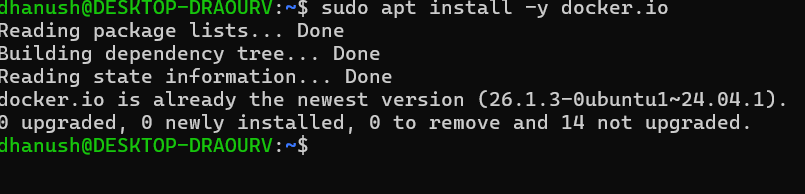 dhanush@DESKTOP-DRAOURV:~$ sudo apt install -y docker.io
Reading package lists... Done
Building dependency tree... Done
Reading state information... Done
docker.io is already the newest version (26.1.3-0ubuntu1~24.04.1).
0 upgraded, 0 newly installed, 0 to remove and 14 not upgraded.
dhanush@DESKTOP-DRAOURV:~$